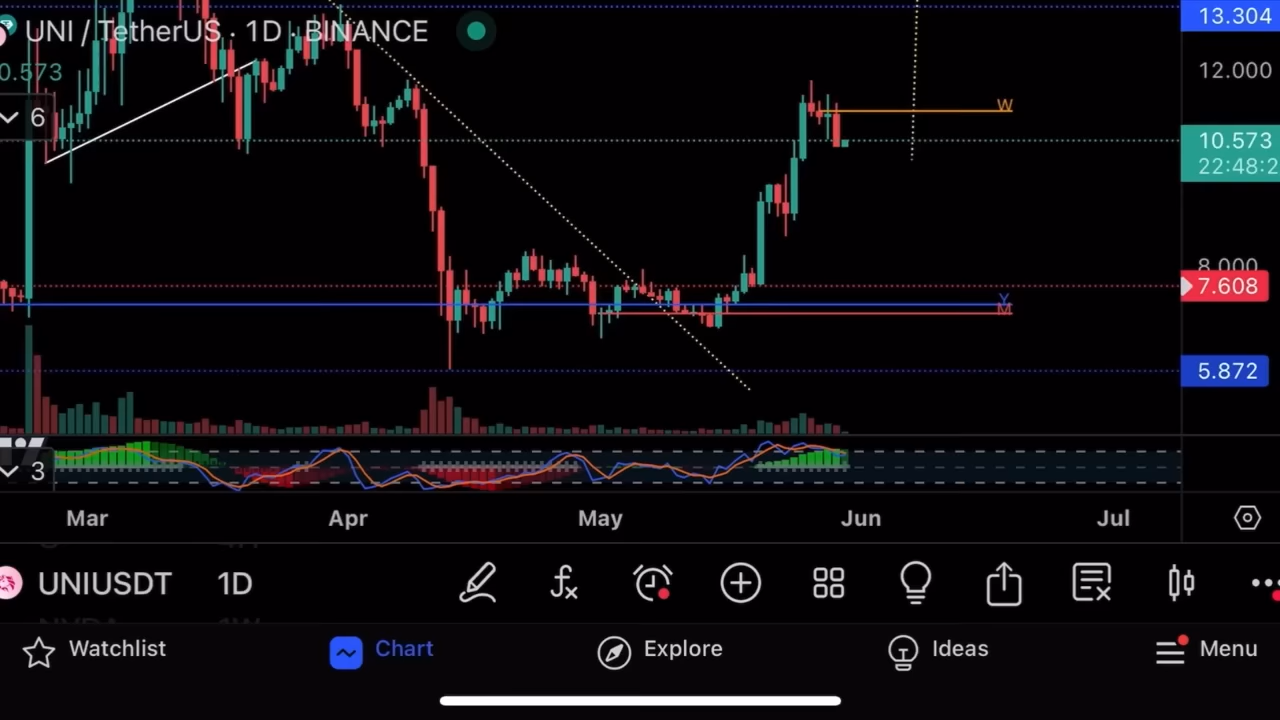 13.304
UNI / TetherUS · 1D · BINANCE
0.573
12.000
6
W
10.573
22:48:2
8.000
7.608
Y
M
5.872
3
Mar Apr May Jun Jul
UNIUSDT 1D
Watchlist Chart Explore Ideas Menu